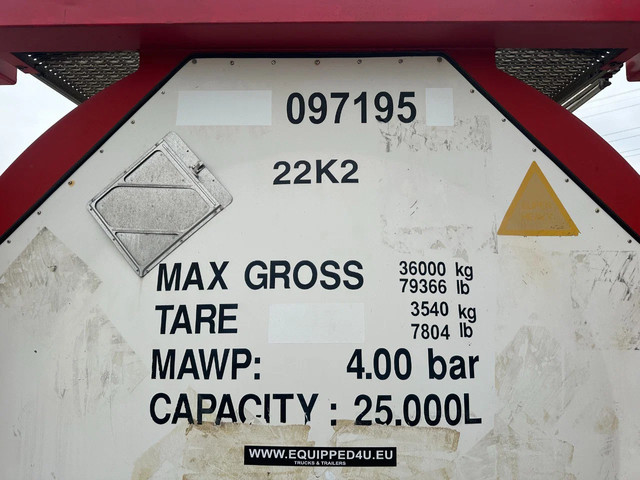 097195
22K2
MAX GROSS 36000 kg
79366 lb
TARE 3540 kg
7804 lb
MAWP: 4.00 bar
CAPACITY : 25.000L
WWW.EQUIPPED4U.EU
TRUCKS & TRAILERS